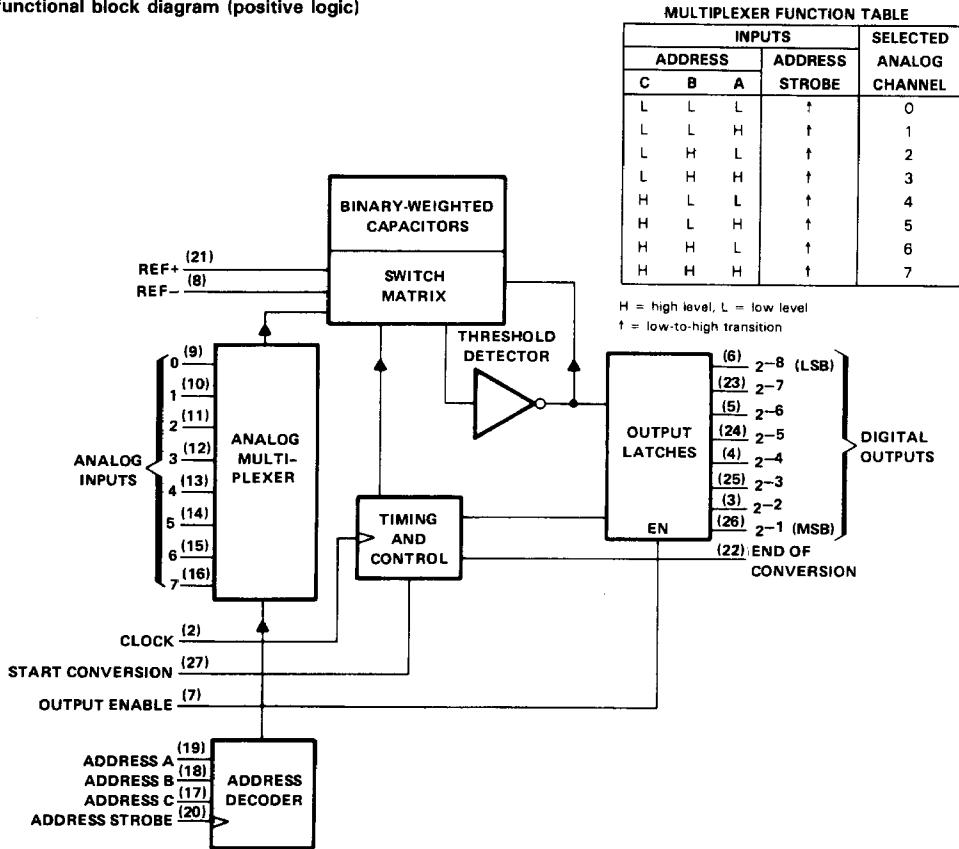 functional block diagram (positive logic)
MULTIPLEXER FUNCTION TABLE
INPUTS SELECTED ANALOG CHANNEL
ADDRESS ADDRESS STROBE
C B A
L L L ↑ 0
L L H ↑ 1
L H L ↑ 2
L H H ↑ 3
H L L ↑ 4
H L H ↑ 5
H H L ↑ 6
H H H ↑ 7
H = high level, L = low level
↑ = low-to-high transition
BINARY-WEIGHTED
CAPACITORS
SWITCH
MATRIX
REF+ (21)
REF− (8)
THRESHOLD
DETECTOR
ANALOG
INPUTS
0 (9)
1 (10)
2 (11)
3 (12)
4 (13)
5 (14)
6 (15)
7 (16)
ANALOG
MULTI-
PLEXER
TIMING
AND
CONTROL
OUTPUT
LATCHES
EN
(6) 2−8 (LSB)
(23) 2−7
(5) 2−6
(24) 2−5
(4) 2−4
(25) 2−3
(3) 2−2
(26) 2−1 (MSB)
DIGITAL
OUTPUTS
(22) END OF
CONVERSION
CLOCK (2)
START CONVERSION (27)
OUTPUT ENABLE (7)
ADDRESS A (19)
ADDRESS B (18)
ADDRESS C (17)
ADDRESS STROBE (20)
ADDRESS
DECODER